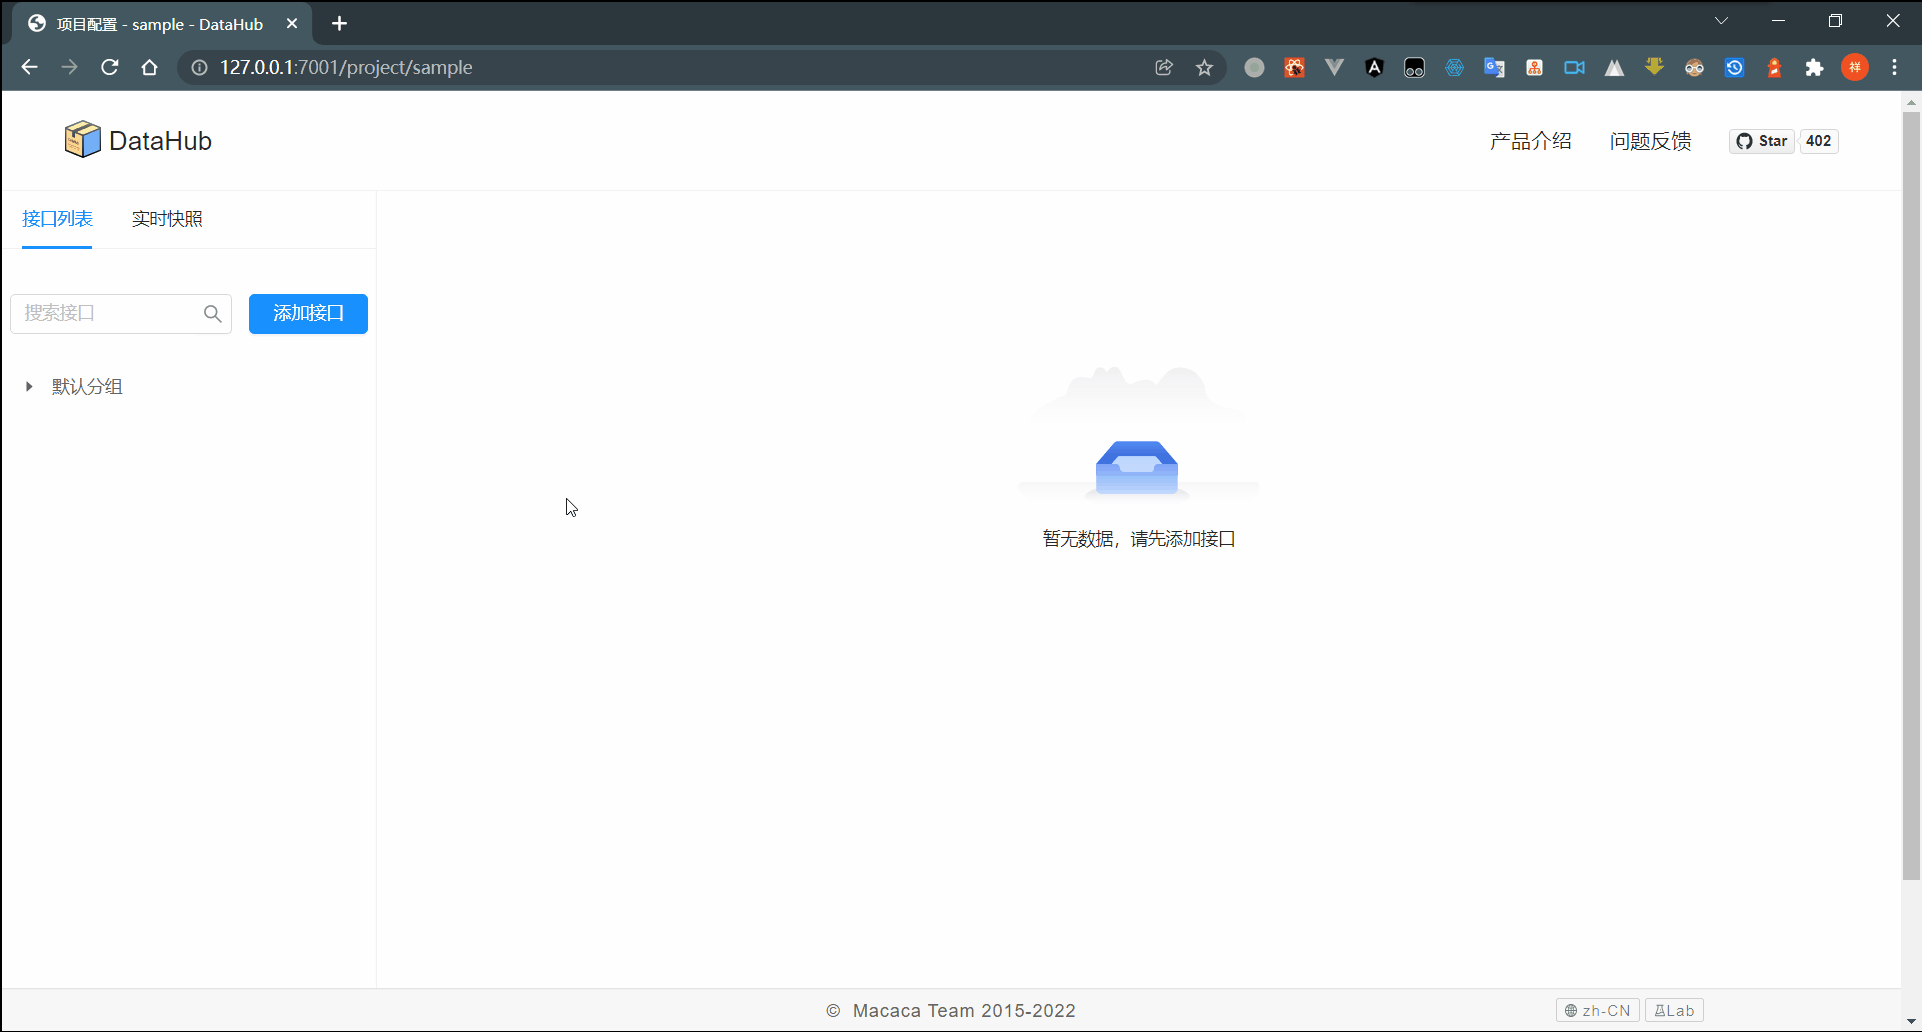 项目配置 - sample - DataHub
127.0.0.1:7001/project/sample
祥
DataHub
产品介绍
问题反馈
Star
402
接口列表
实时快照
搜索接口
添加接口
默认分组
暂无数据，请先添加接口
© Macaca Team 2015-2022
zh-CN
Lab